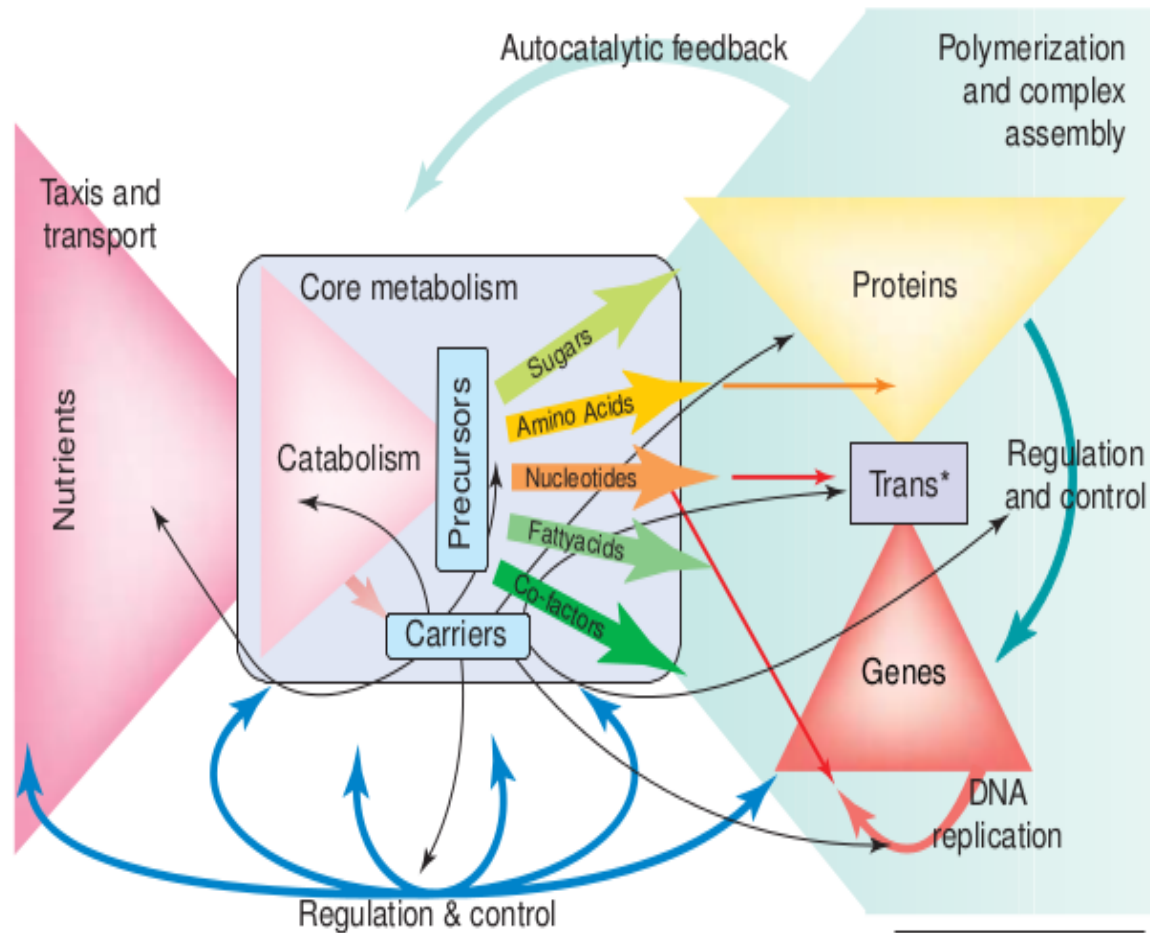 Autocatalytic feedback
Polymerization
and complex
assembly
Taxis and
transport
Nutrients
Core metabolism
Catabolism
Precursors
Carriers
Sugars
Amino Acids
Nucleotides
Fattyacids
Co-factors
Proteins
Trans*
Regulation
and control
Genes
DNA
replication
Regulation & control